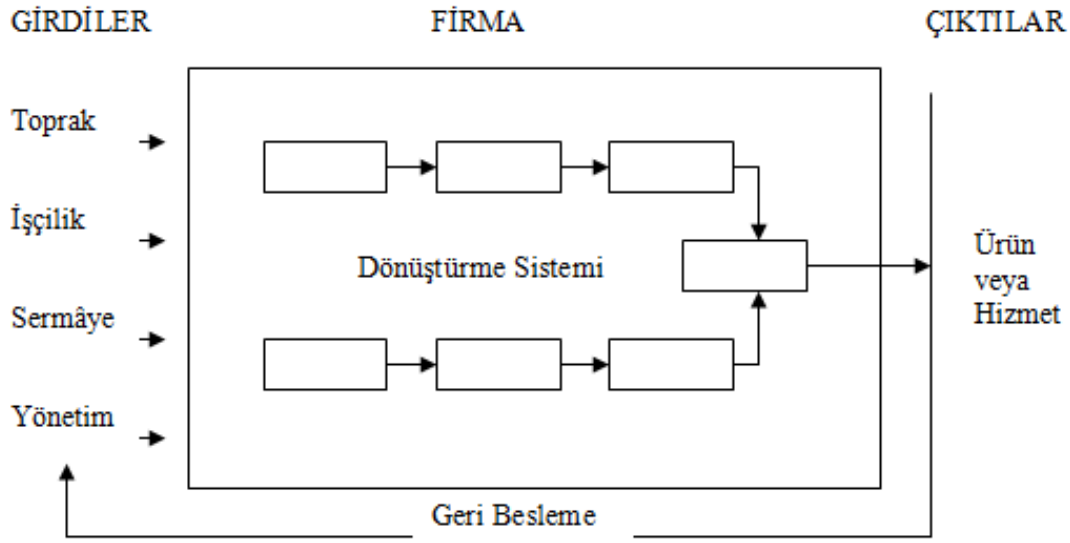 GİRDİLER
FİRMA
ÇIKTILAR
Toprak
İşçilik
Sermâye
Yönetim
Dönüştürme Sistemi
Ürün
veya
Hizmet
Geri Besleme